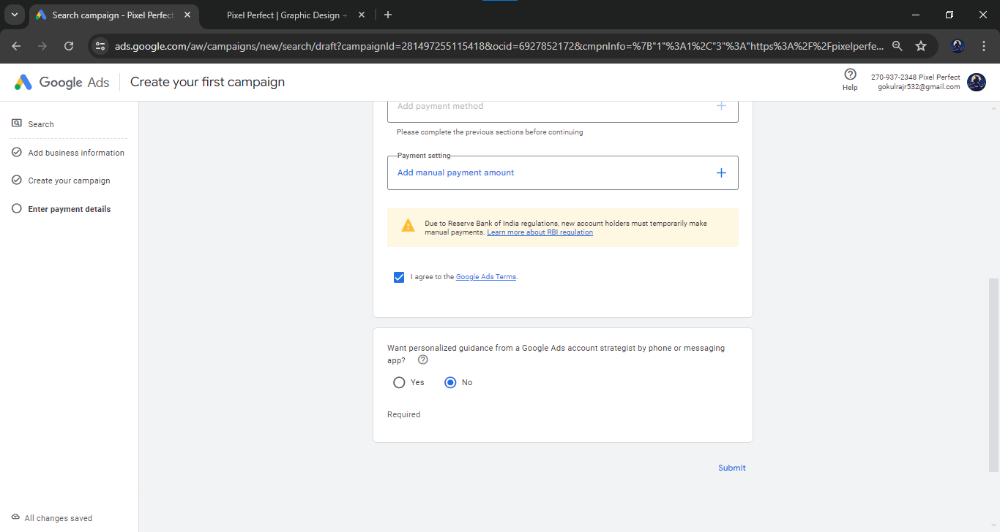 Search campaign - Pixel Perfect
Pixel Perfect | Graphic Design +
ads.google.com/aw/campaigns/new/search/draft?campaignId=281497255115418&ocid=6927852172&cmpnInfo=%7B"1"%3A1%2C"3"%3A"https%3A%2F%2Fpixelperfe...
Google Ads
Create your first campaign
Help
270-937-2348 Pixel Perfect
gokulrajr532@gmail.com
Search
Add business information
Create your campaign
Enter payment details
All changes saved
Add payment method
Please complete the previous sections before continuing
Payment setting
Add manual payment amount
Due to Reserve Bank of India regulations, new account holders must temporarily make
manual payments. Learn more about RBI regulation
I agree to the Google Ads Terms.
Want personalized guidance from a Google Ads account strategist by phone or messaging
app?
Yes
No
Required
Submit